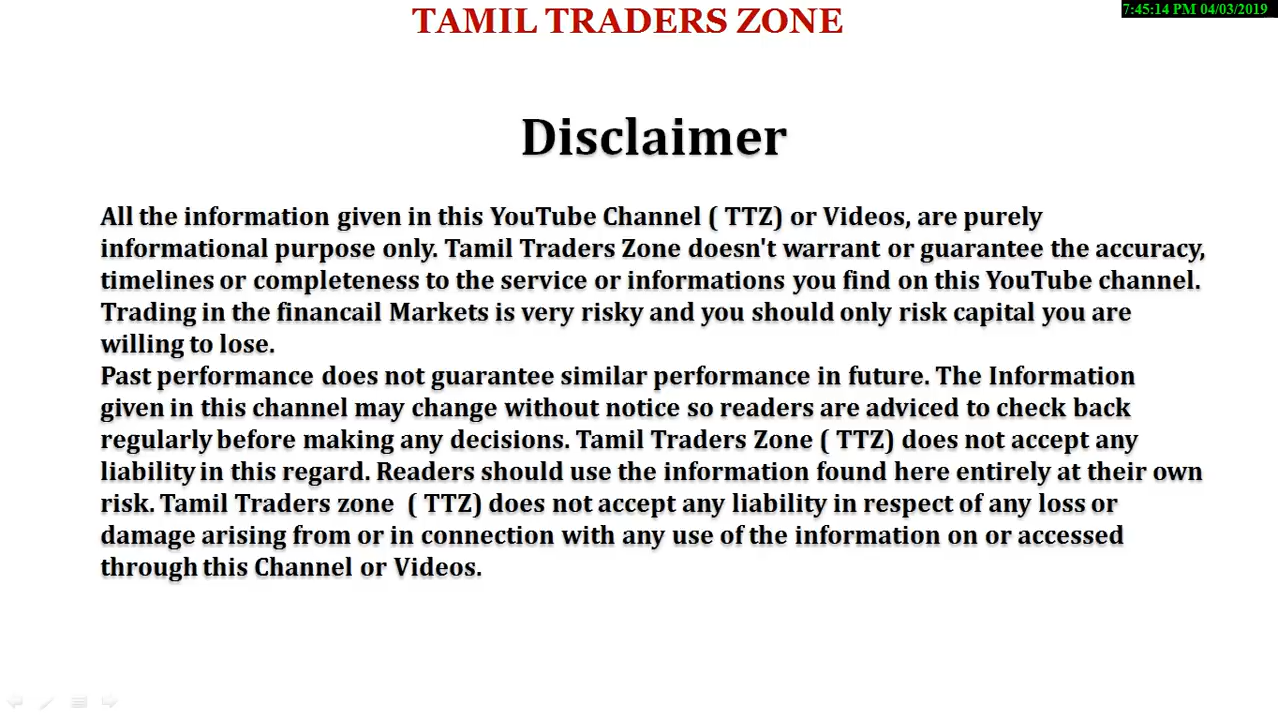 TAMIL TRADERS ZONE
7:45:14 PM 04/03/2019
Disclaimer
All the information given in this YouTube Channel ( TTZ) or Videos, are purely
informational purpose only. Tamil Traders Zone doesn't warrant or guarantee the accuracy,
timelines or completeness to the service or informations you find on this YouTube channel.
Trading in the financail Markets is very risky and you should only risk capital you are
willing to lose.
Past performance does not guarantee similar performance in future. The Information
given in this channel may change without notice so readers are adviced to check back
regularly before making any decisions. Tamil Traders Zone ( TTZ) does not accept any
liability in this regard. Readers should use the information found here entirely at their own
risk. Tamil Traders zone  ( TTZ) does not accept any liability in respect of any loss or
damage arising from or in connection with any use of the information on or accessed
through this Channel or Videos.